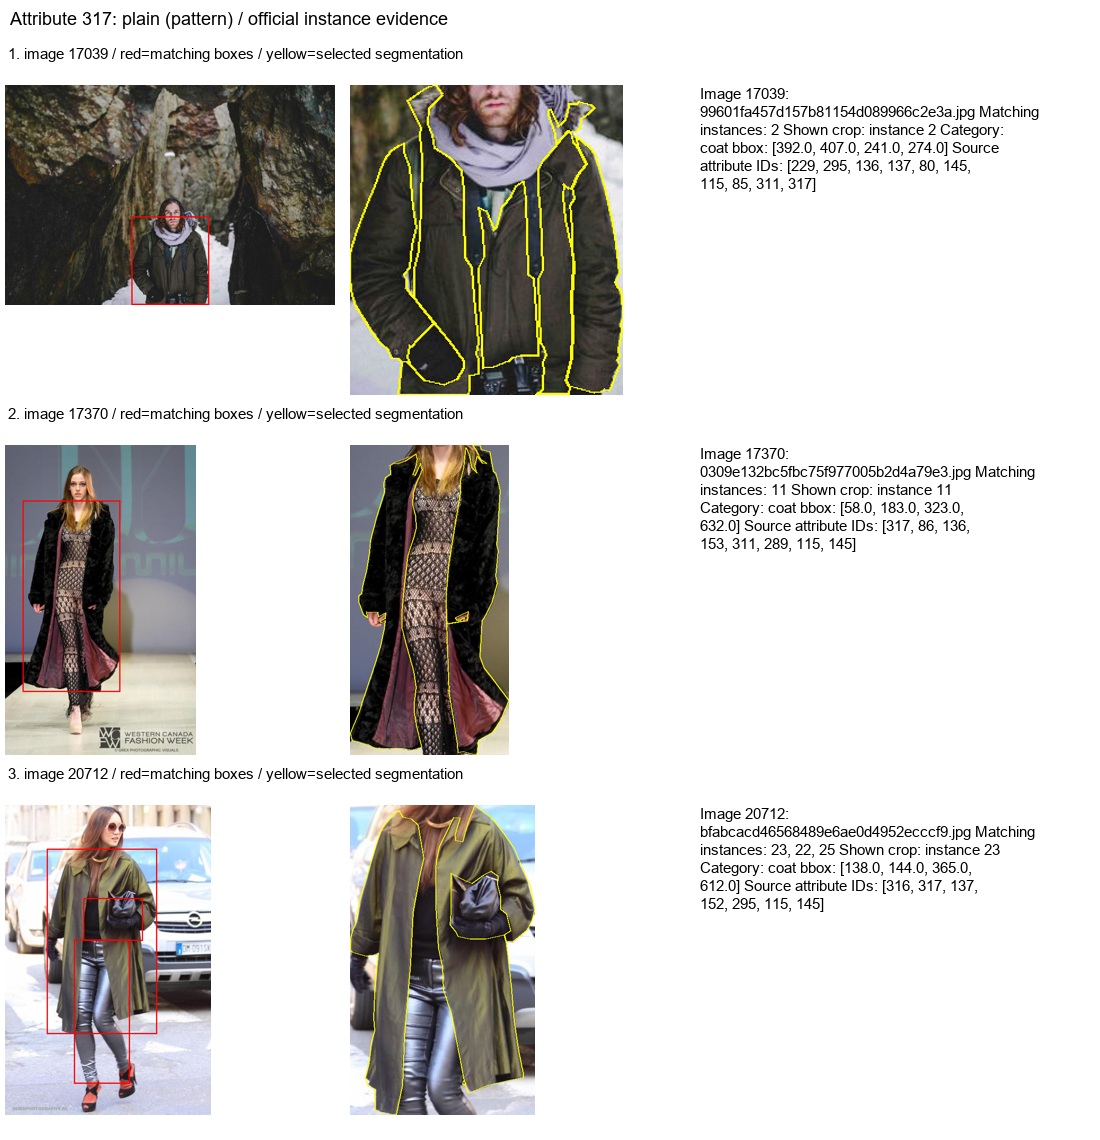 Attribute 317: plain (pattern) / official instance evidence
1. image 17039 / red=matching boxes / yellow=selected segmentation
Image 17039:
99601fa457d157b81154d089966c2e3a.jpg Matching
instances: 2 Shown crop: instance 2 Category:
coat bbox: [392.0, 407.0, 241.0, 274.0] Source
attribute IDs: [229, 295, 136, 137, 80, 145,
115, 85, 311, 317]
2. image 17370 / red=matching boxes / yellow=selected segmentation
Image 17370:
0309e132bc5fbc75f977005b2d4a79e3.jpg Matching
instances: 11 Shown crop: instance 11
Category: coat bbox: [58.0, 183.0, 323.0,
632.0] Source attribute IDs: [317, 86, 136,
153, 311, 289, 115, 145]
WESTERN CANADA
FASHION WEEK
3. image 20712 / red=matching boxes / yellow=selected segmentation
Image 20712:
bfabcacd46568489e6ae0d4952ecccf9.jpg Matching
instances: 23, 22, 25 Shown crop: instance 23
Category: coat bbox: [138.0, 144.0, 365.0,
612.0] Source attribute IDs: [316, 317, 137,
152, 295, 115, 145]